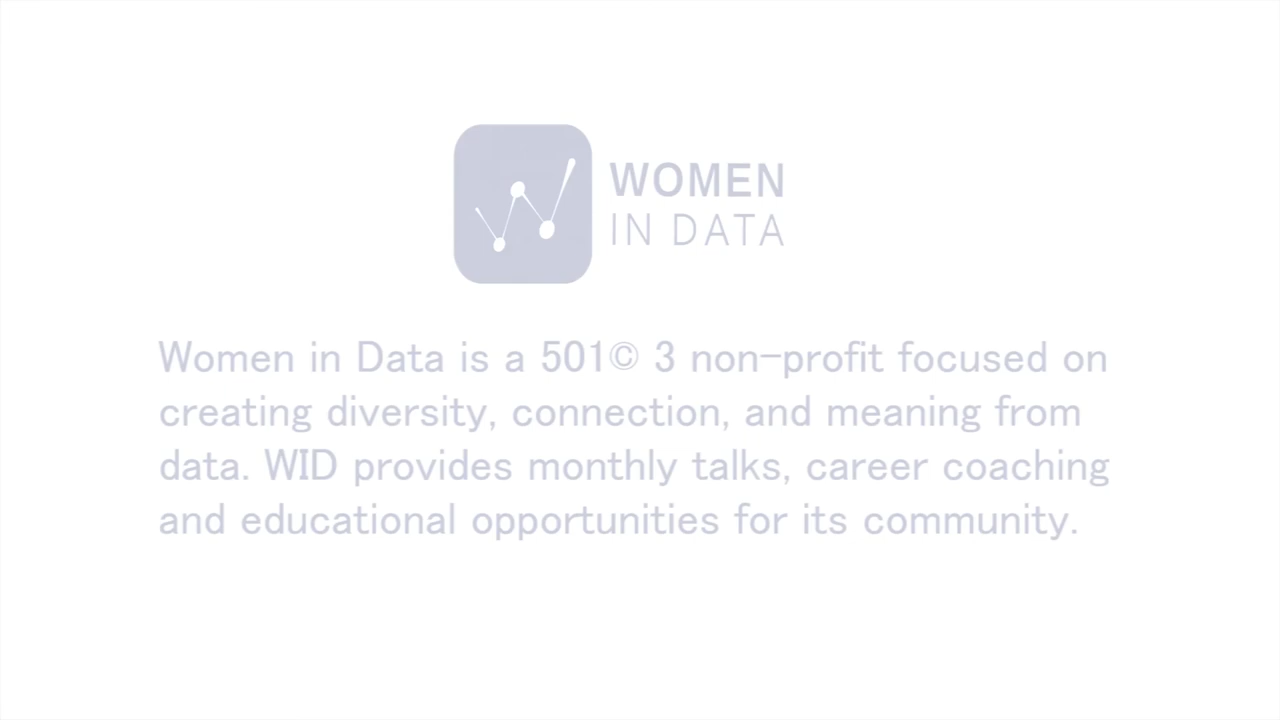 WOMEN
IN DATA
Women in Data is a 501© 3 non-profit focused on
creating diversity, connection, and meaning from
data. WID provides monthly talks, career coaching
and educational opportunities for its community.